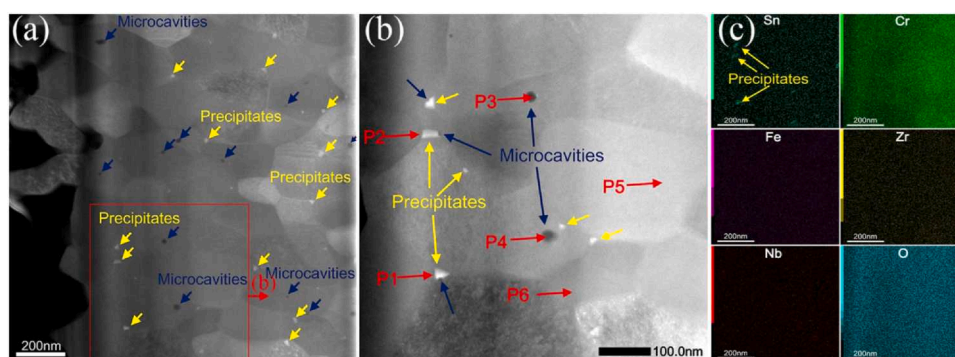 (a)
Microcavities
Precipitates
Precipitates
Precipitates
Microcavities
Microcavities
(b)
200nm
(b)
P3
P2
Microcavities
P5
Precipitates
P4
P1
P6
100.0nm
(c)
Sn
Cr
Precipitates
200nm
200nm
Fe
Zr
200nm
200nm
Nb
O
200nm
200nm